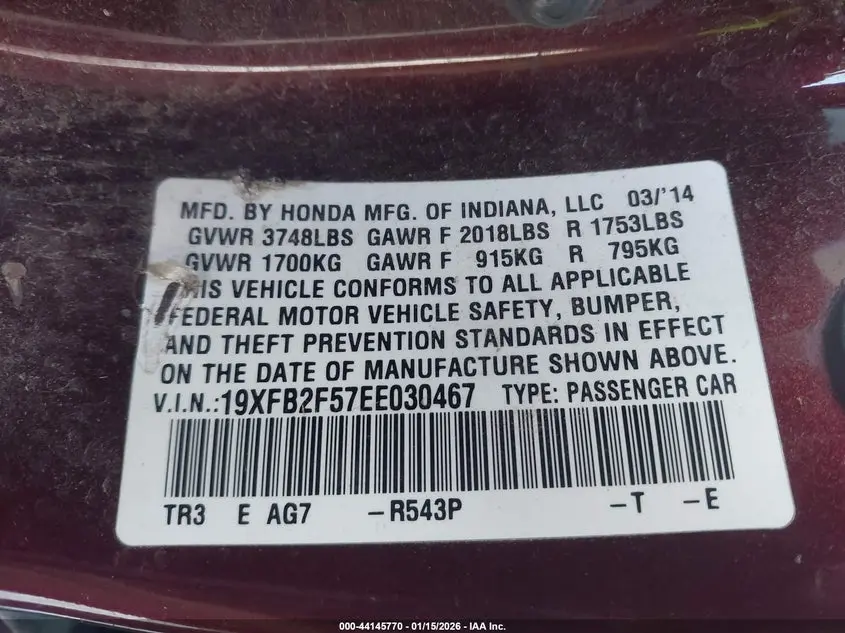 MFD. BY HONDA MFG. OF INDIANA, LLC 03/'14
GVWR 3748LBS GAWR F 2018LBS R 1753LBS
GVWR 1700KG GAWR F 915KG R 795KG
THIS VEHICLE CONFORMS TO ALL APPLICABLE
FEDERAL MOTOR VEHICLE SAFETY, BUMPER,
AND THEFT PREVENTION STANDARDS IN EFFECT
ON THE DATE OF MANUFACTURE SHOWN ABOVE.
V.I.N.:19XFB2F57EE030467 TYPE: PASSENGER CAR
TR3 E AG7 -R543P -T -E
000-44145770 - 01/15/2026 - IAA Inc.